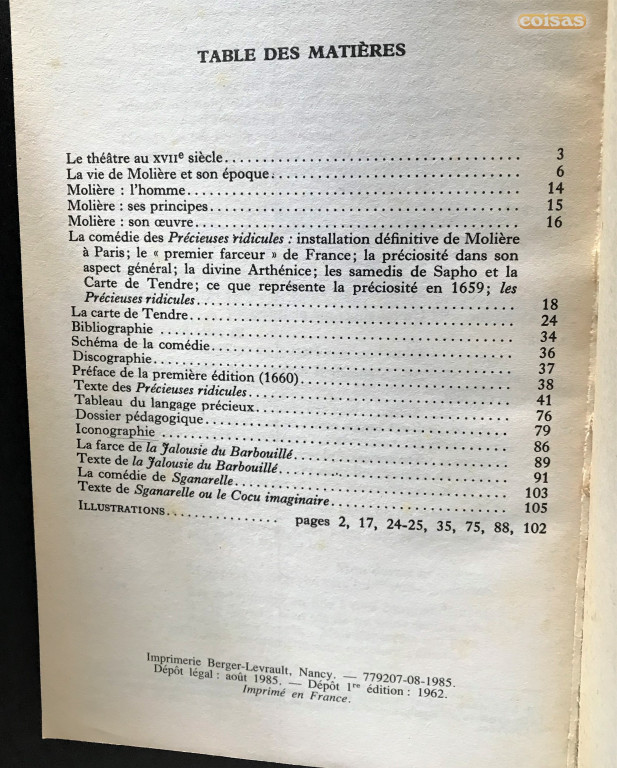 coisas
TABLE DES MATIÈRES
Le théâtre au XVIIe siècle................................ 3
La vie de Molière et son époque........................... 6
Molière : l'homme......................................... 14
Molière : ses principes................................... 15
Molière : son œuvre....................................... 16
La comédie des Précieuses ridicules : installation définitive de Molière
à Paris; le « premier farceur » de France; la préciosité dans son
aspect général; la divine Arthénice; les samedis de Sapho et la
Carte de Tendre; ce que représente la préciosité en 1659; les
Précieuses ridicules...................................... 18
La carte de Tendre........................................ 24
Bibliographie ............................................ 34
Schéma de la comédie...................................... 36
Discographie.............................................. 37
Préface de la première édition (1660)..................... 38
Texte des Précieuses ridicules............................ 41
Tableau du langage précieux............................... 76
Dossier pédagogique....................................... 79
Iconographie ............................................. 86
La farce de la Jalousie du Barbouillé..................... 89
Texte de la Jalousie du Barbouillé........................ 91
La comédie de Sganarelle.................................. 103
Texte de Sganarelle ou le Cocu imaginaire................. 105
ILLUSTRATIONS............... pages 2, 17, 24-25, 35, 75, 88, 102
Imprimerie Berger-Levrault, Nancy. — 779207-08-1985.
Dépôt légal : août 1985. — Dépôt 1re édition : 1962.
Imprimé en France.